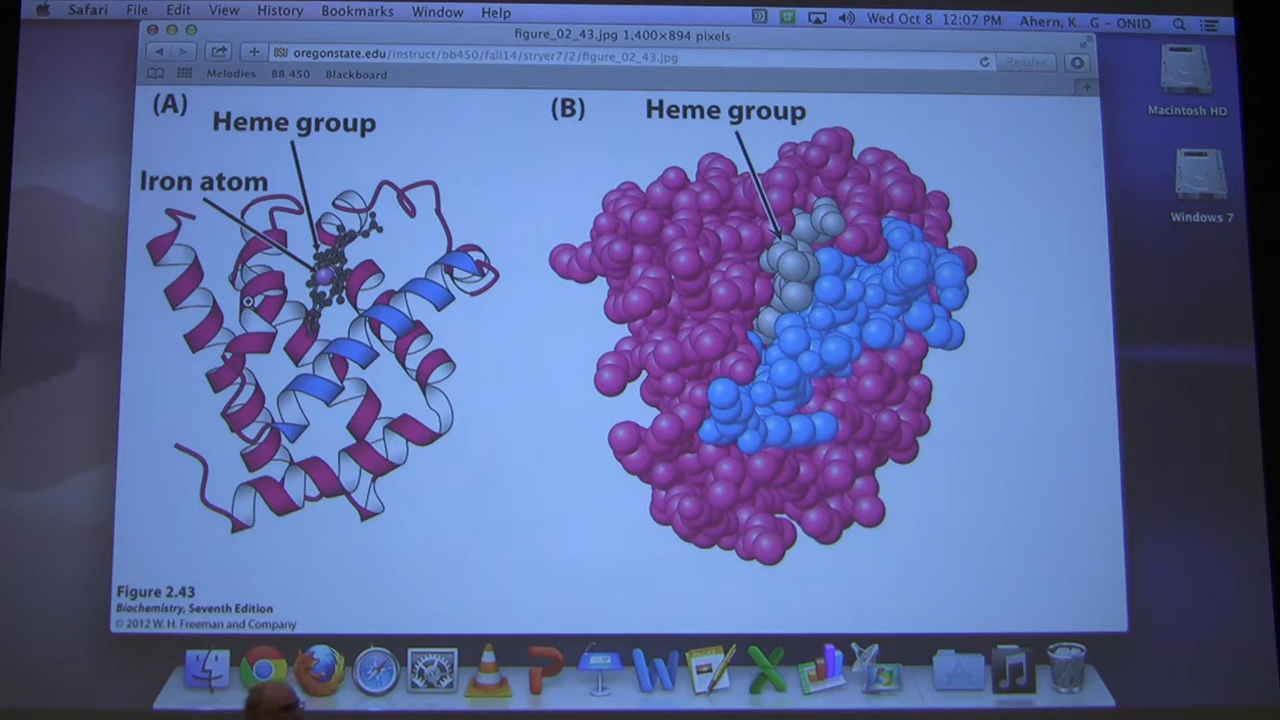 Safari File Edit View History Bookmarks Window Help Wed Oct 8 12:07 PM Ahern, K... G – ONID
figure_02_43.jpg 1,400×894 pixels
oregonstate.edu/instruct/bb450/fall14/stryer7/2/figure_02_43.jpg Reader
Melodies BB 450 Blackboard
(A)
Heme group
Iron atom
(B)
Heme group
Macintosh HD
Windows 7
Figure 2.43
Biochemistry, Seventh Edition
© 2012 W. H. Freeman and Company